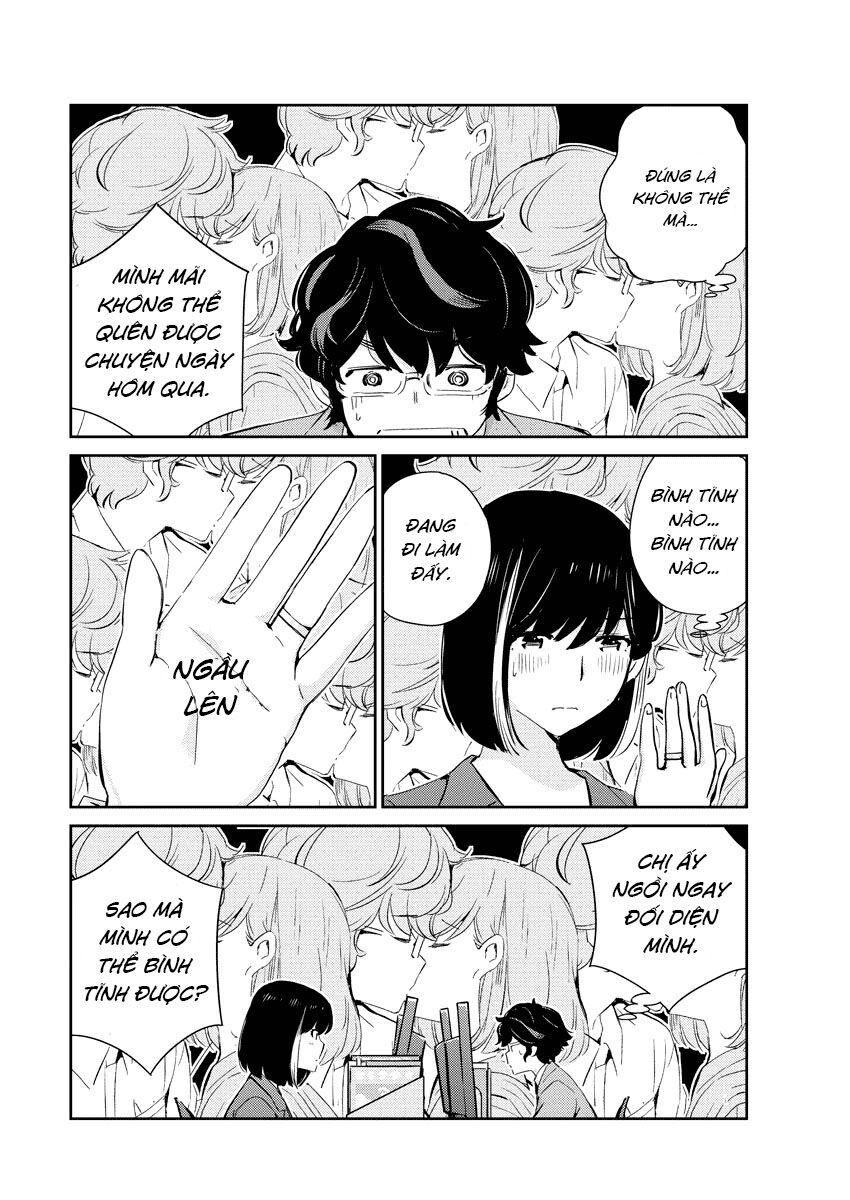 ĐÚNG LÀ
KHÔNG THỂ
MÀ...
MÌNH MÃI
KHÔNG THỂ
QUÊN ĐƯỢC
CHUYỆN NGÀY
HÔM QUA.
BÌNH TĨNH
NÀO...
BÌNH TĨNH
NÀO...
ĐANG
ĐI LÀM
ĐẤY.
NGẦU
LÊN
CHỊ ẤY
NGỒI NGAY
ĐỐI DIỆN
MÌNH.
SAO MÀ
MÌNH CÓ
THỂ BÌNH
TĨNH ĐƯỢC?